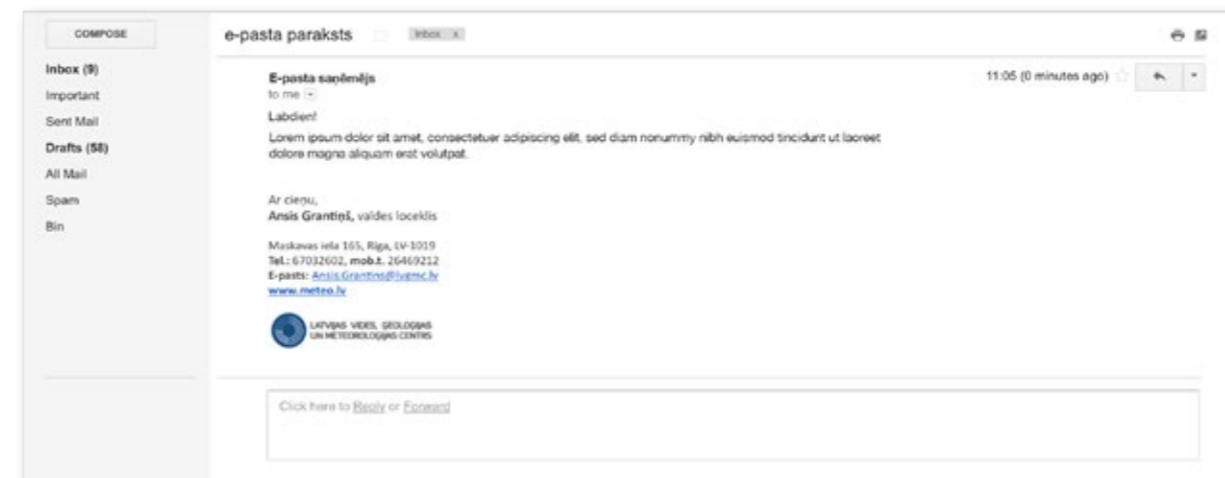 COMPOSE
Inbox (9)
Important
Sent Mail
Drafts (58)
All Mail
Spam
Bin
e-pasta paraksts
Inbox x
E-pasta saņēmējs
11:05 (0 minutes ago)
to me
Labdien!
Lorem ipsum dolor sit amet, consectetuer adipiscing elit, sed diam nonummy nibh euismod tincidunt ut laoreet
dolore magna aliquam erat volutpat.
Ar cieņu,
Ansis Grantiņš, valdes loceklis
Maskavas iela 165, Rīga, LV-1019
Tel.: 67032602, mob.t. 26469212
E-pasts: Ansis.Grantins@lvgmc.lv
www.meteo.lv
LATVIJAS VIDES, ĢEOLOĢIJAS
UN METEOROLOĢIJAS CENTRS
Click here to Reply or Forward